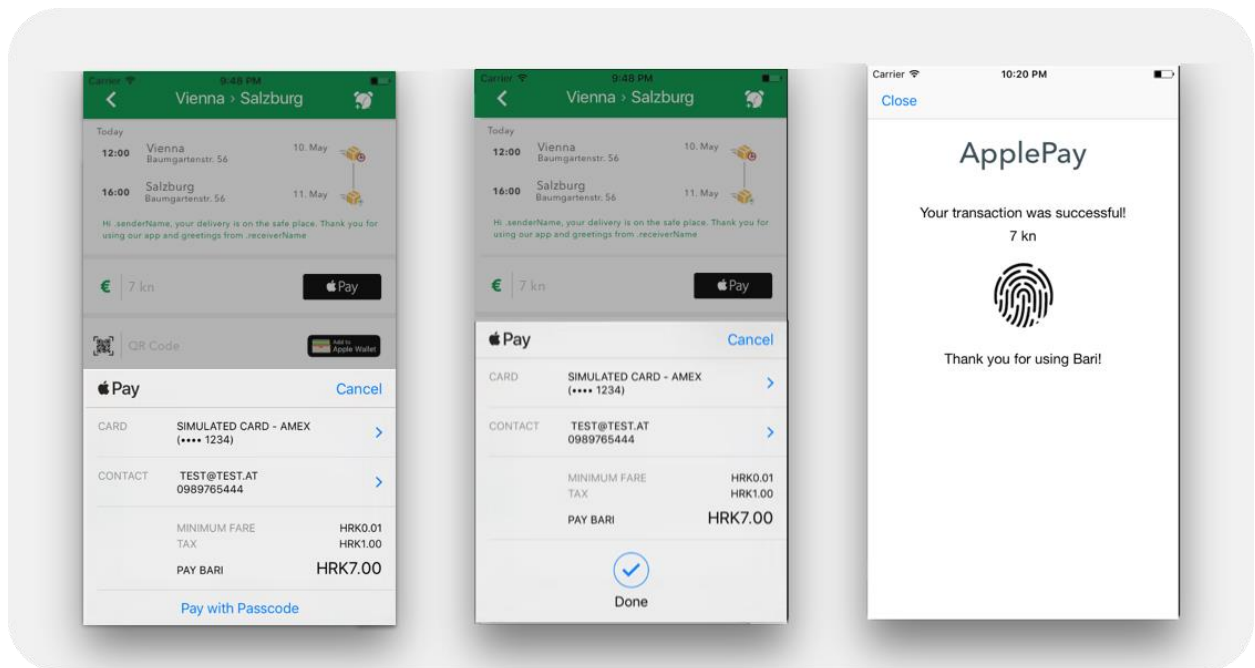 Carrier 9:48 PM
Vienna › Salzburg
Today
12:00 Vienna 10. May
Baumgartenstr. 56
16:00 Salzburg 11. May
Baumgartenstr. 56
Hi .senderName, your delivery is on the safe place. Thank you for
using our app and greetings from .receiverName
€ 7 kn Pay
QR Code Add to
Apple Wallet
Pay Cancel
CARD SIMULATED CARD - AMEX
(•••• 1234)
CONTACT TEST@TEST.AT
0989765444
MINIMUM FARE HRK0.01
TAX HRK1.00
PAY BARI HRK7.00
Pay with Passcode
Carrier 9:48 PM
Vienna › Salzburg
Today
12:00 Vienna 10. May
Baumgartenstr. 56
16:00 Salzburg 11. May
Baumgartenstr. 56
Hi .senderName, your delivery is on the safe place. Thank you for
using our app and greetings from .receiverName
€ 7 kn Pay
Pay Cancel
CARD SIMULATED CARD - AMEX
(•••• 1234)
CONTACT TEST@TEST.AT
0989765444
MINIMUM FARE HRK0.01
TAX HRK1.00
PAY BARI HRK7.00
Done
Carrier 10:20 PM
Close
ApplePay
Your transaction was successful!
7 kn
Thank you for using Bari!